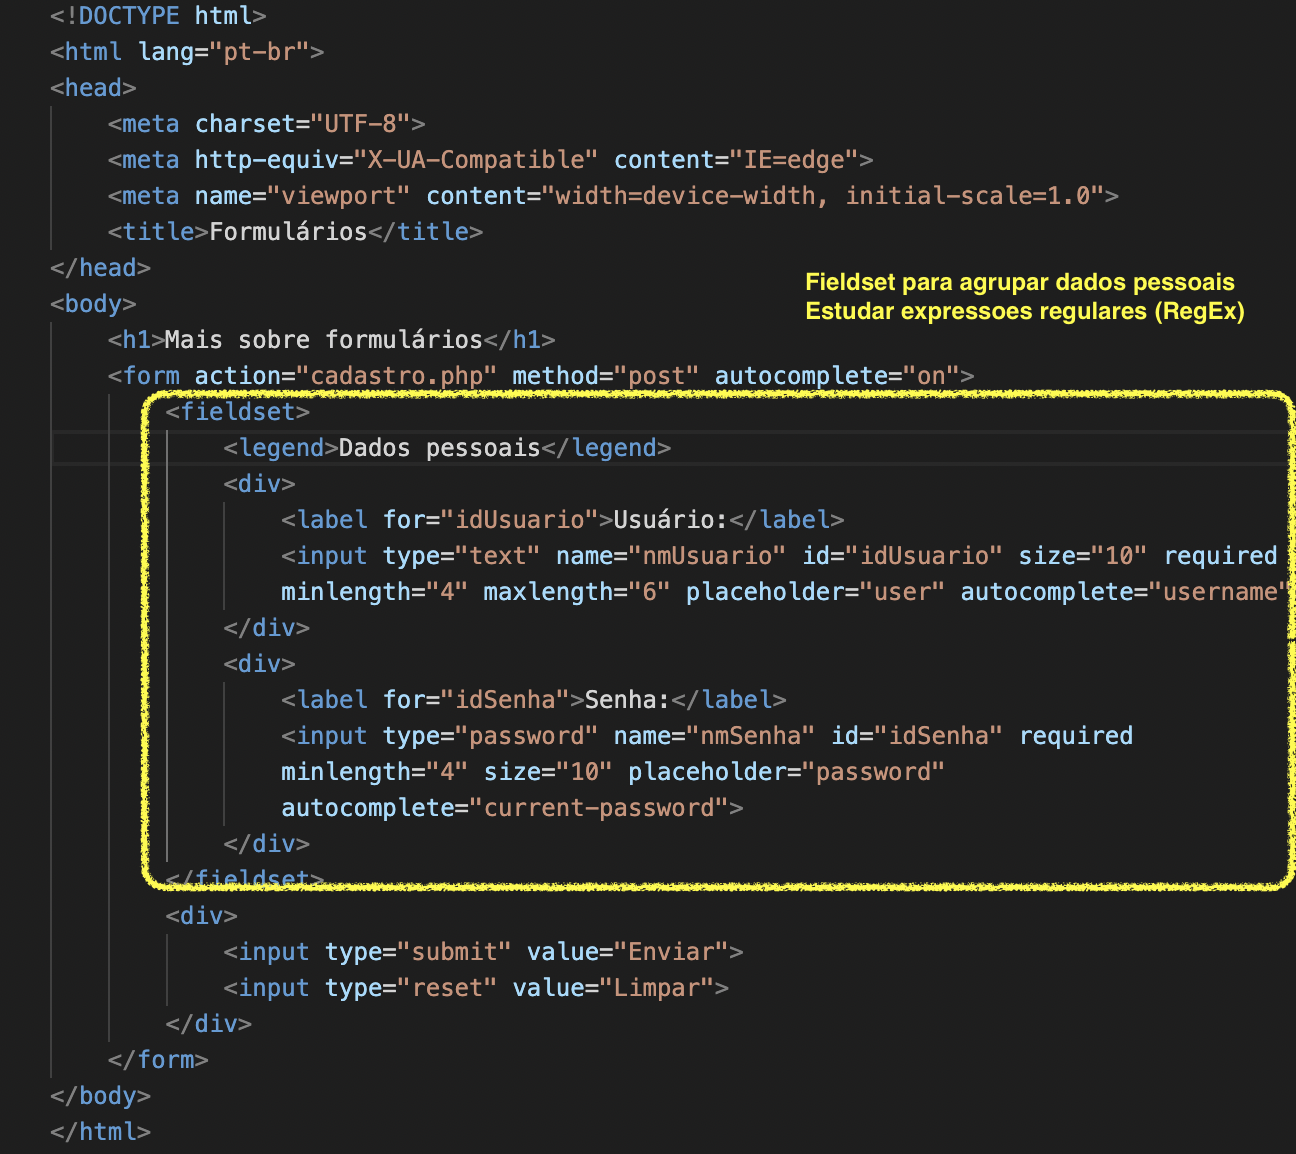 <!DOCTYPE html>
<html lang="pt-br">
<head>
<meta charset="UTF-8">
<meta http-equiv="X-UA-Compatible" content="IE=edge">
<meta name="viewport" content="width=device-width, initial-scale=1.0">
<title>Formulários</title>
</head>
Fieldset para agrupar dados pessoais
<body>
Estudar expressoes regulares (RegEx)
<h1>Mais sobre formulários</h1>
<form action="cadastro.php" method="post" autocomplete="on">
<fieldset>
<legend>Dados pessoais</legend>
<div>
<label for="idUsuario">Usuário:</label>
<input type="text" name="nmUsuario" id="idUsuario" size="10" required
minlength="4" maxlength="6" placeholder="user" autocomplete="username"
</div>
<div>
<label for="idSenha">Senha:</label>
<input type="password" name="nmSenha" id="idSenha" required
minlength="4" size="10" placeholder="password"
autocomplete="current-password">
</div>
</fieldset>
<div>
<input type="submit" value="Enviar">
<input type="reset" value="Limpar">
</div>
</form>
</body>
</html>